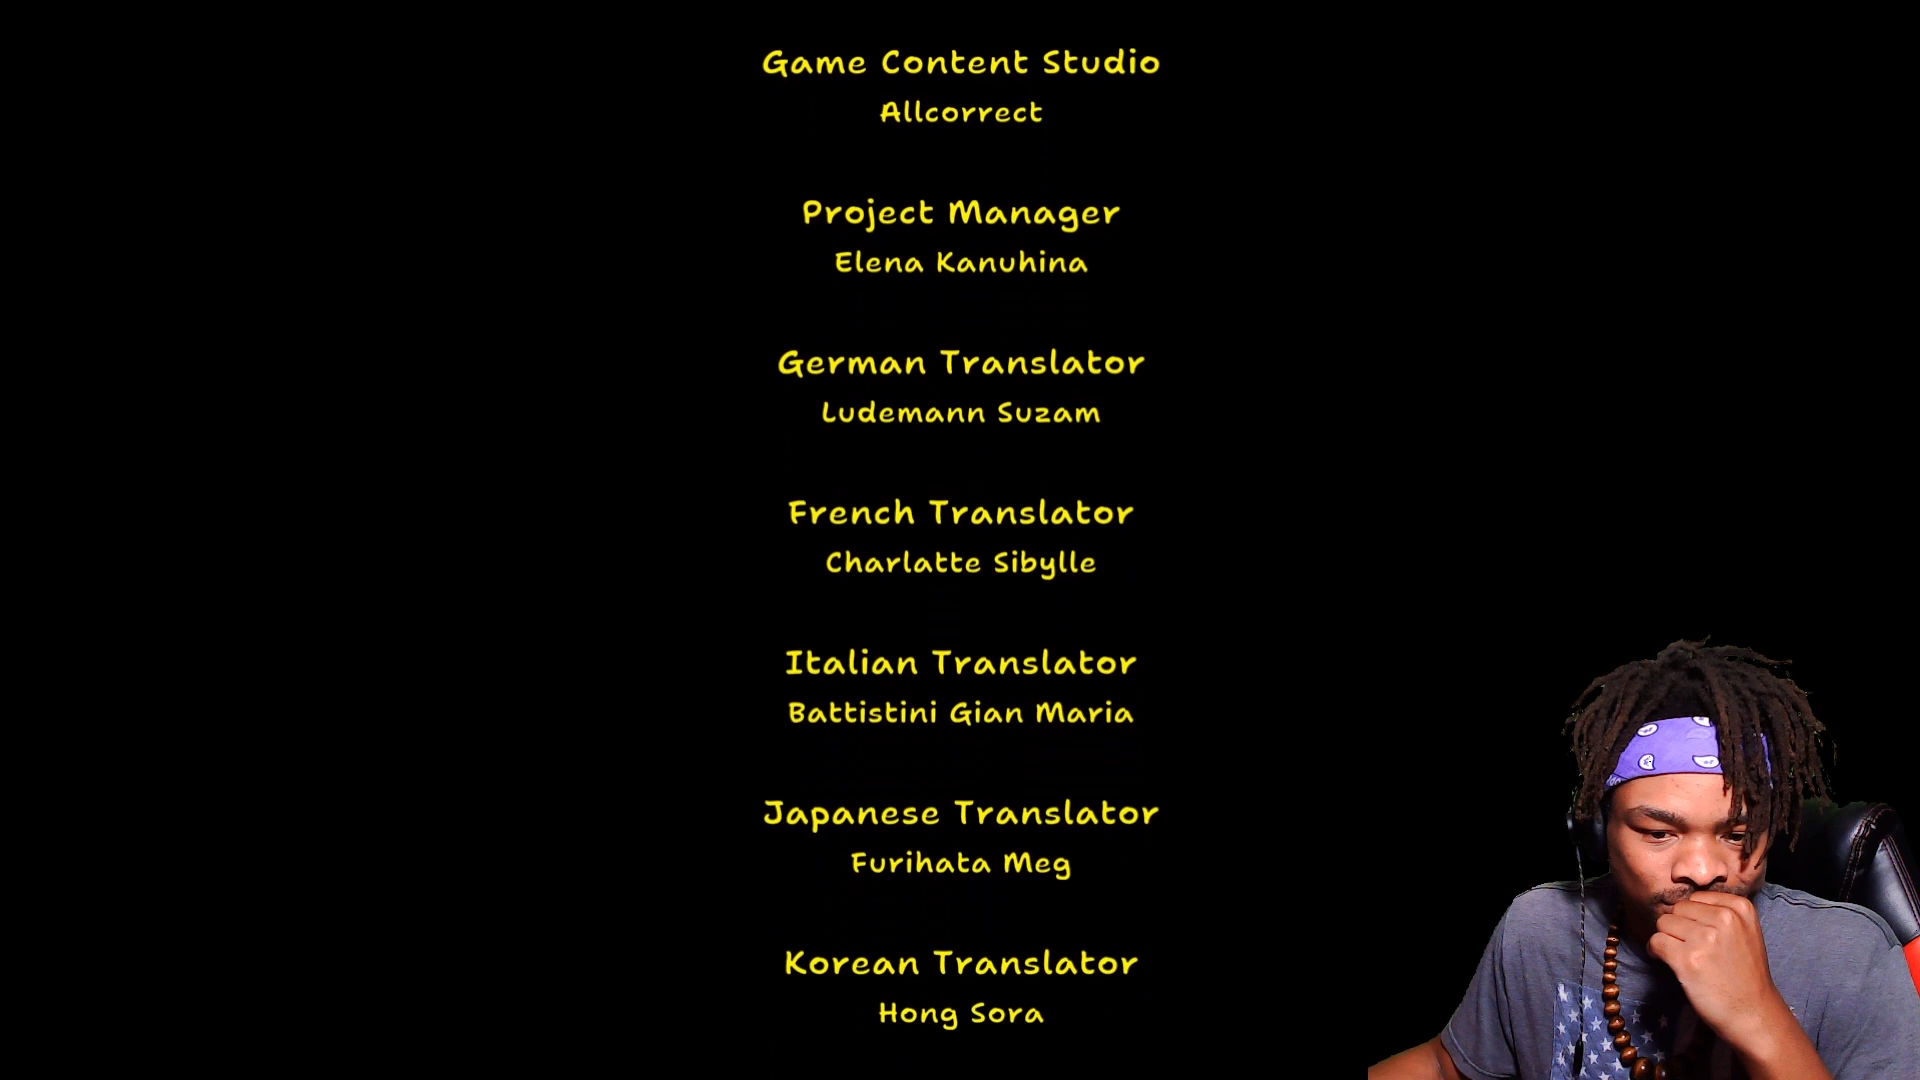 Game Content Studio
Allcorrect
Project Manager
Elena Kanuhina
German Translator
Ludemann Suzam
French Translator
Charlatte Sibylle
Italian Translator
Battistini Gian Maria
Japanese Translator
Furihata Meg
Korean Translator
Hong Sora